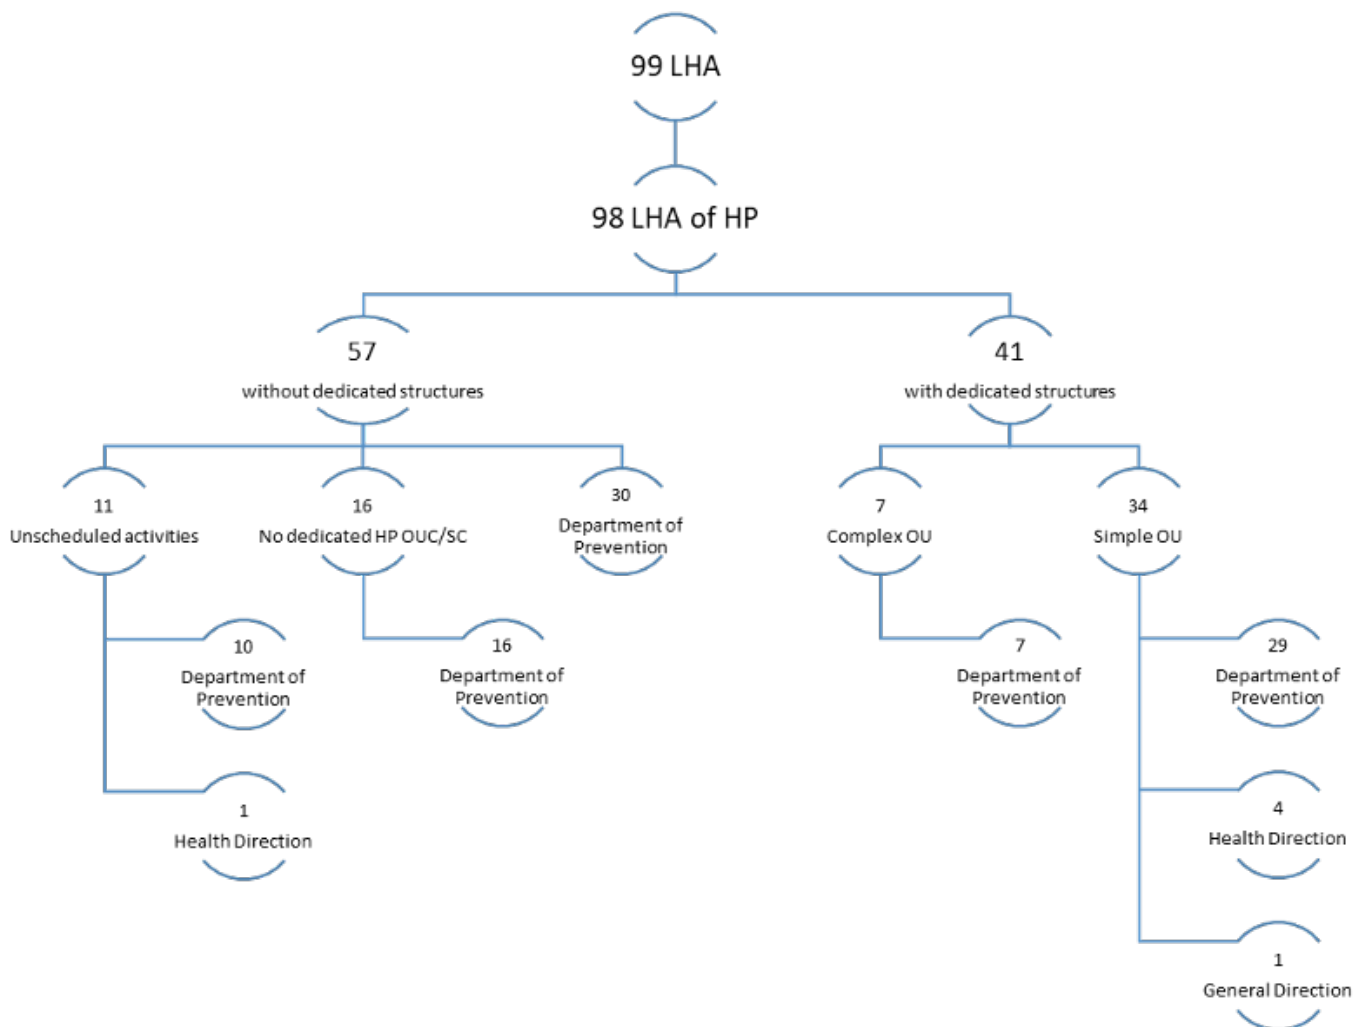 99 LHA
98 LHA of HP
57
without dedicated structures
41
with dedicated structures
11
Unscheduled activities
16
No dedicated HP OUC/SC
30
Department of
Prevention
7
Complex OU
34
Simple OU
10
Department of
Prevention
16
Department of
Prevention
7
Department of
Prevention
29
Department of
Prevention
1
Health Direction
4
Health Direction
1
General Direction